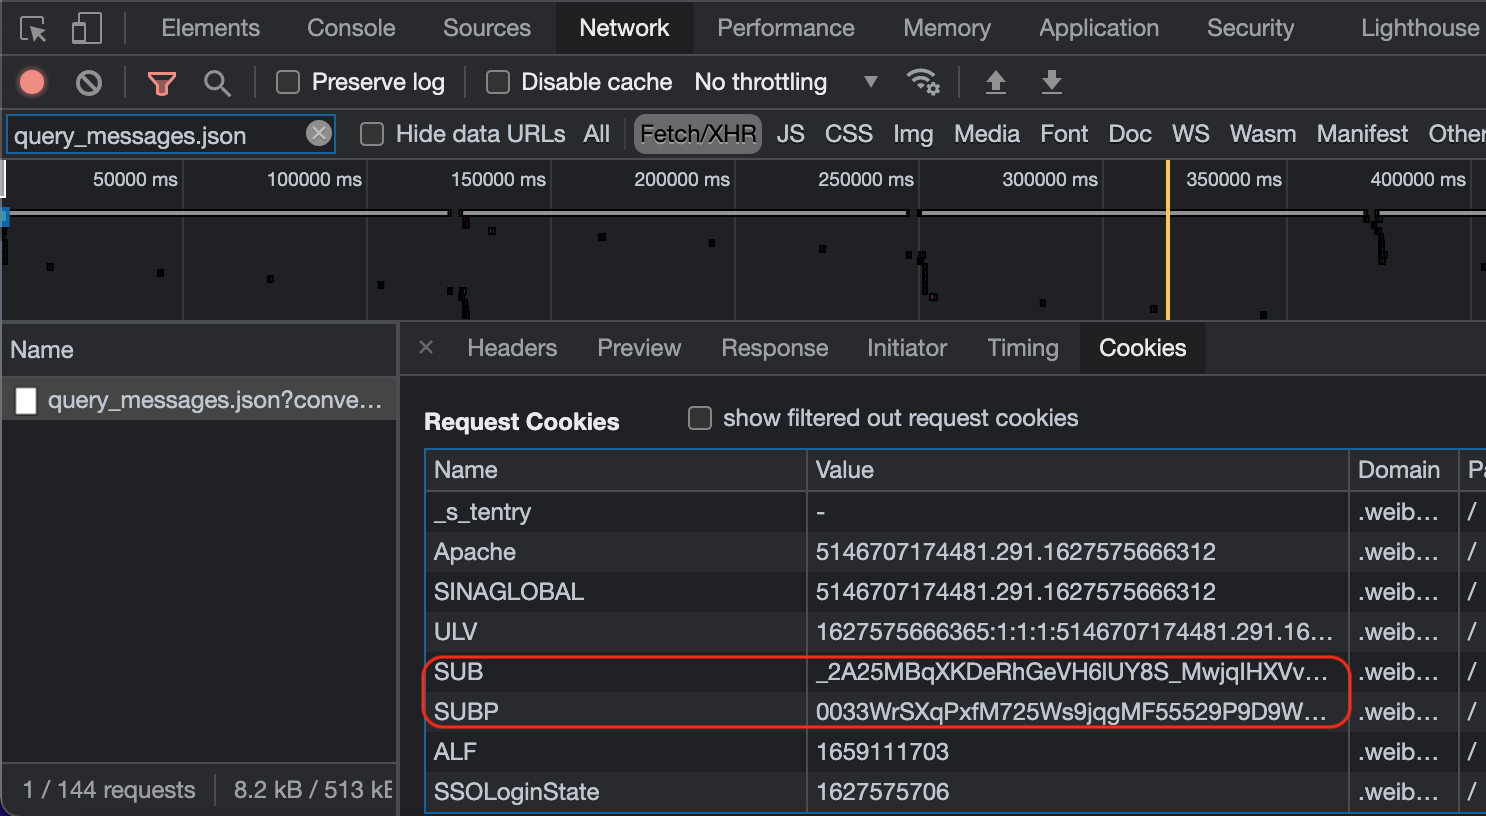 Elements Console Sources Network Performance Memory Application Security Lighthouse
Preserve log Disable cache No throttling
query_messages.json Hide data URLs All Fetch/XHR JS CSS Img Media Font Doc WS Wasm Manifest Other
50000 ms 100000 ms 150000 ms 200000 ms 250000 ms 300000 ms 350000 ms 400000 ms
Name
query_messages.json?conve...
1 / 144 requests 8.2 kB / 513 kB
Headers Preview Response Initiator Timing Cookies
Request Cookies show filtered out request cookies
Name Value Domain Pa
_s_tentry - .weib... /
Apache 5146707174481.291.1627575666312 .weib... /
SINAGLOBAL 5146707174481.291.1627575666312 .weib... /
ULV 1627575666365:1:1:1:5146707174481.291.16... .weib... /
SUB _2A25MBqXKDeRhGeVH6lUY8S_MwjqIHXVv... .weib... /
SUBP 0033WrSXqPxfM725Ws9jqgMF55529P9D9W... .weib... /
ALF 1659111703 .weib... /
SSOLoginState 1627575706 .weib... /